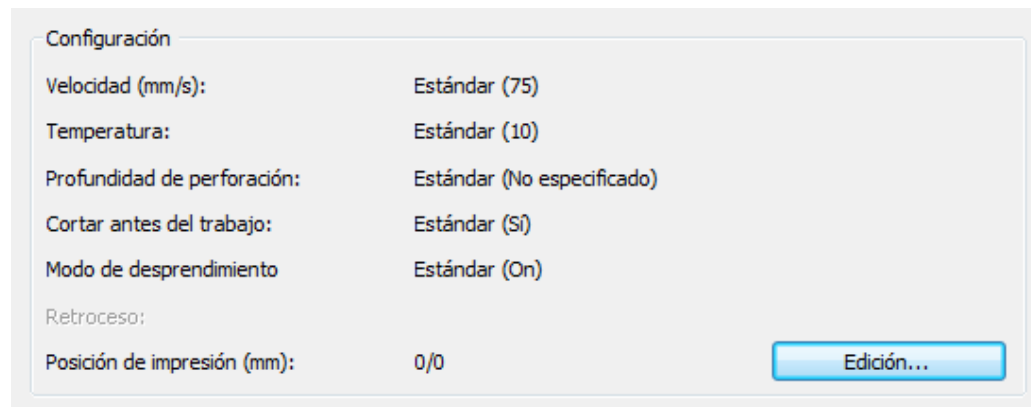 Configuración
Velocidad (mm/s): Estándar (75)
Temperatura: Estándar (10)
Profundidad de perforación: Estándar (No especificado)
Cortar antes del trabajo: Estándar (Sí)
Modo de desprendimiento Estándar (On)
Retroceso:
Posición de impresión (mm): 0/0 Edición...